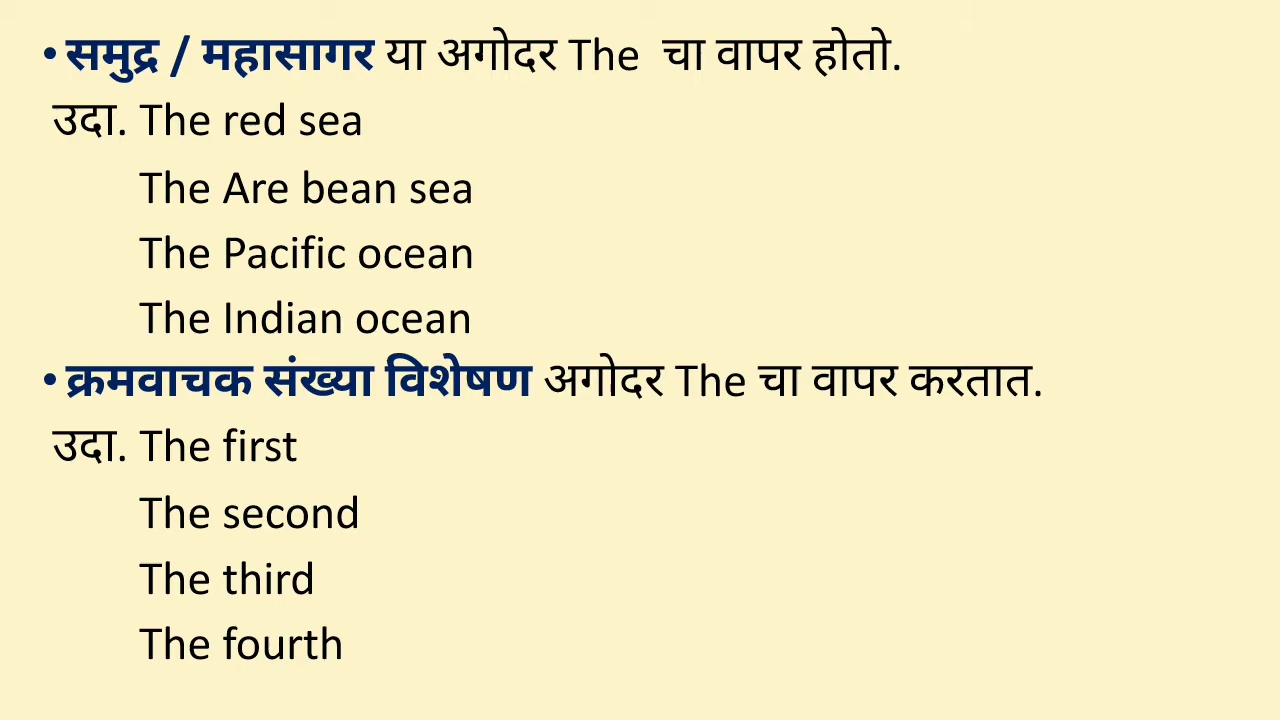 • समुद्र / महासागर या अगोदर The चा वापर होतो.
उदा. The red sea
The Are bean sea
The Pacific ocean
The Indian ocean
• क्रमवाचक संख्या विशेषण अगोदर The चा वापर करतात.
उदा. The first
The second
The third
The fourth